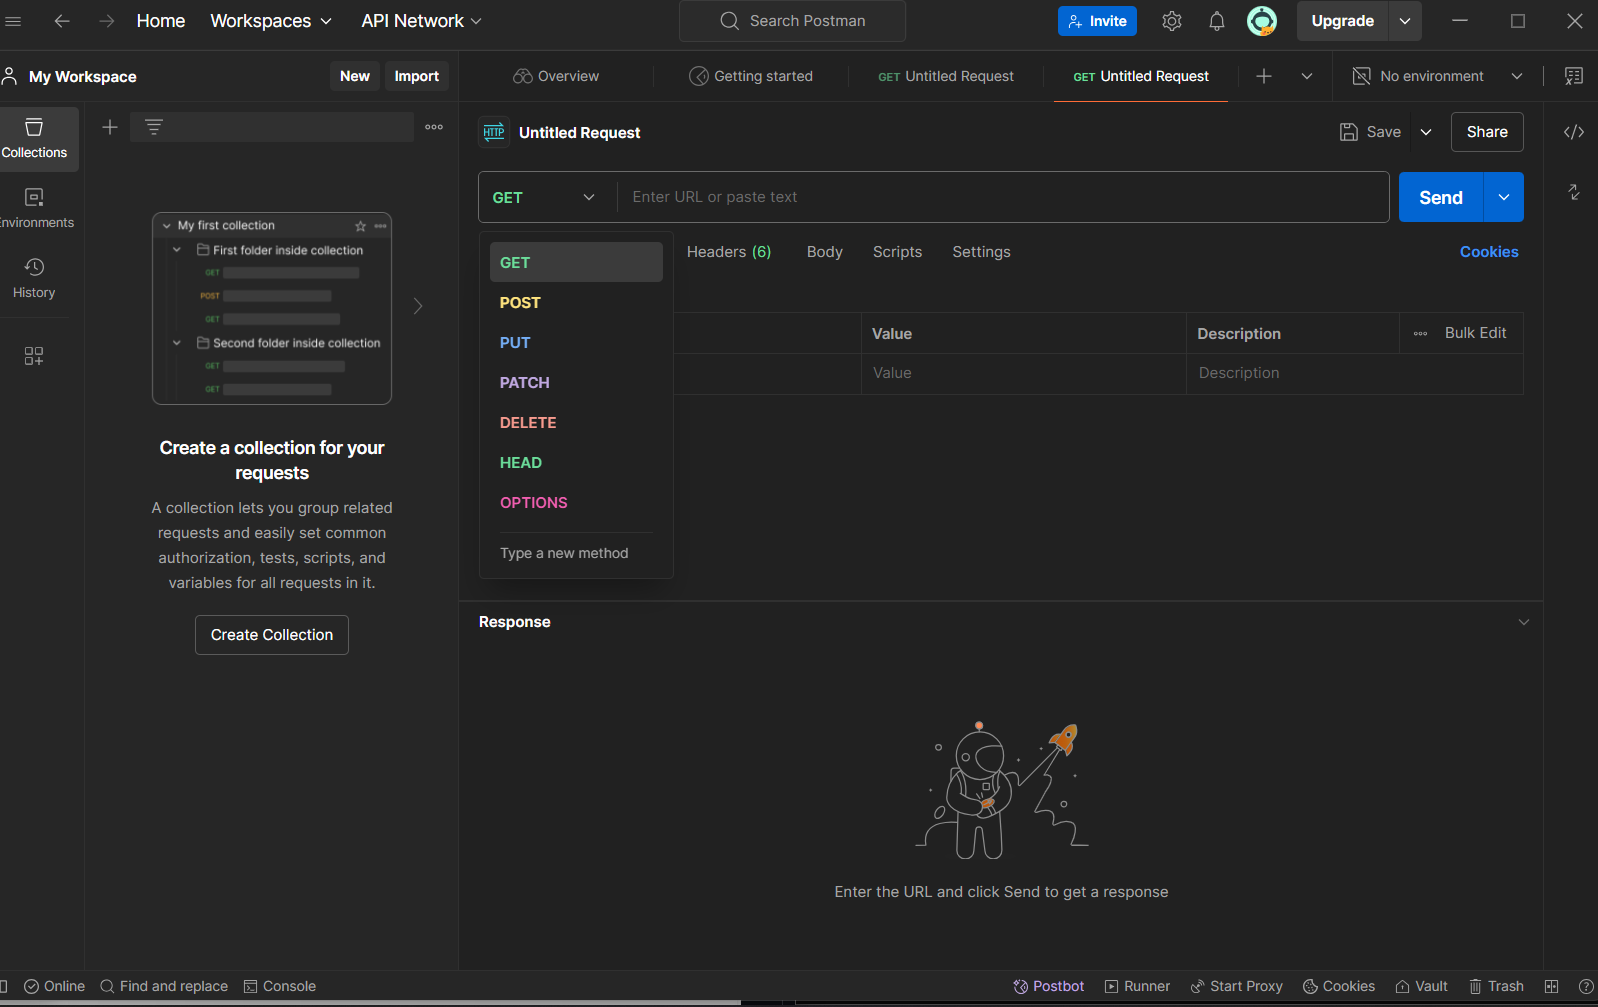 Home Workspaces API Network Search Postman Invite Upgrade
My Workspace New Import Overview Getting started GET Untitled Request GET Untitled Request No environment
Collections
Environments
History
My first collection
First folder inside collection
GET
POST
GET
Second folder inside collection
GET
GET
Create a collection for your
requests
A collection lets you group related
requests and easily set common
authorization, tests, scripts, and
variables for all requests in it.
Create Collection
HTTP Untitled Request Save Share
GET Enter URL or paste text Send
Headers (6) Body Scripts Settings Cookies
GET
POST
PUT
PATCH
DELETE
HEAD
OPTIONS
Type a new method
Value Description Bulk Edit
Value Description
Response
Enter the URL and click Send to get a response
Online Find and replace Console Postbot Runner Start Proxy Cookies Vault Trash